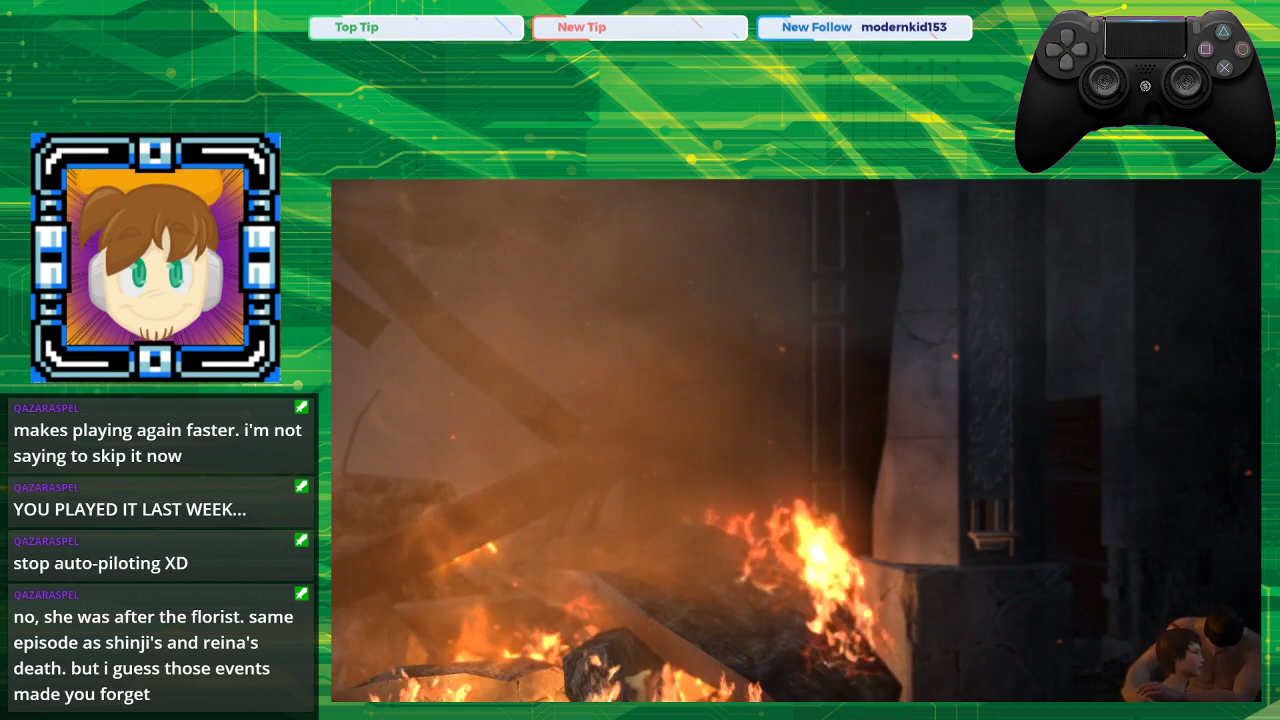 Top Tip
New Tip
New Follow modernkid153
QAZARASPEL
makes playing again faster. i'm not
saying to skip it now
QAZARASPEL
YOU PLAYED IT LAST WEEK...
QAZARASPEL
stop auto-piloting XD
QAZARASPEL
no, she was after the florist. same
episode as shinji's and reina's
death. but i guess those events
made you forget